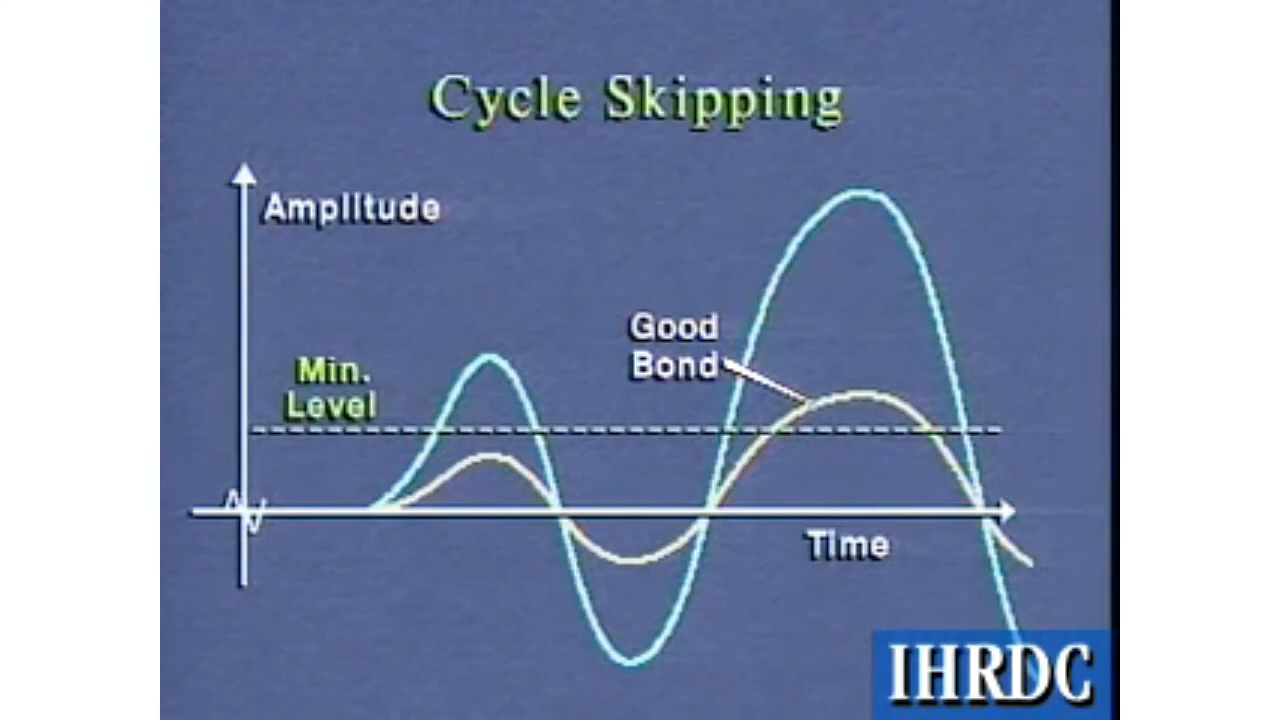 Cycle Skipping
Amplitude
Good
Bond
Min.
Level
Time
IHRDC